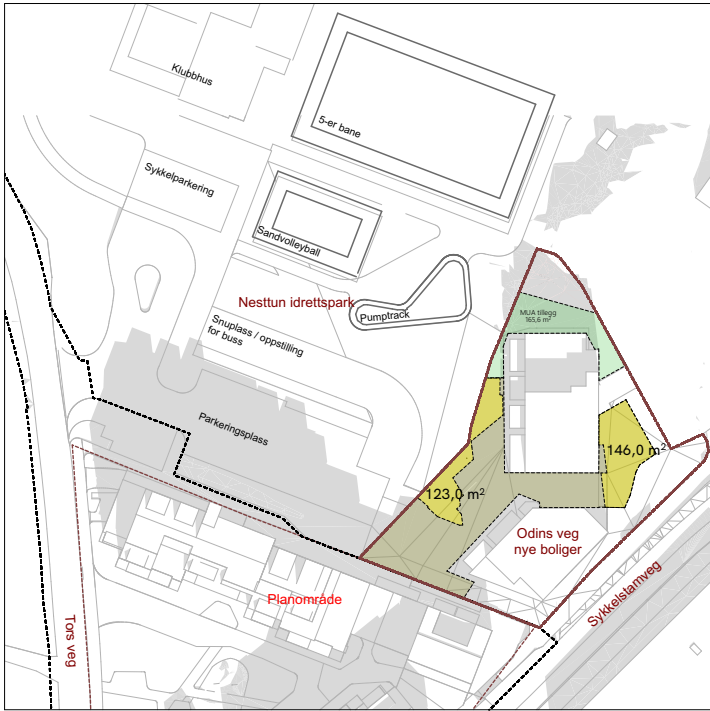 Klubbhus
5-er bane
Sykkelparkering
Sandvolleyball
Nesttun idrettspark
Pumptrack
MUA tillegg
165,6 m²
Snuplass / oppstilling
for buss
Parkeringsplass
146,0 m²
123,0 m²
Odins veg
nye boliger
Planområde
Sykkelstamveg
Tors veg